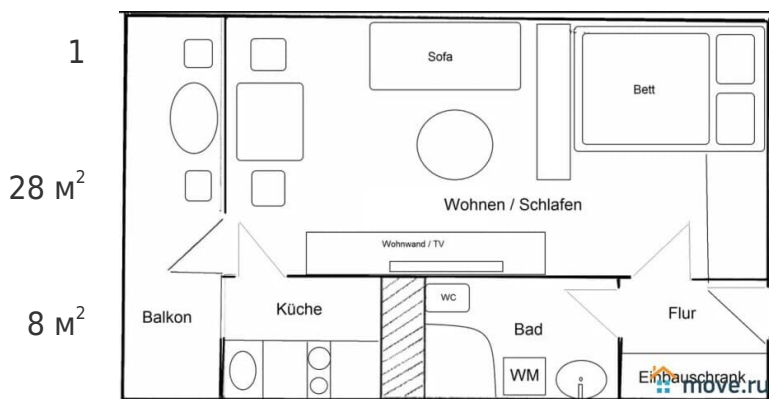 1
Sofa
Bett
28 м²
Wohnen / Schlafen
Wohnwand / TV
WC
8 м²
Balkon
Küche
Bad
Flur
WM
Einbauschrank
move.ru